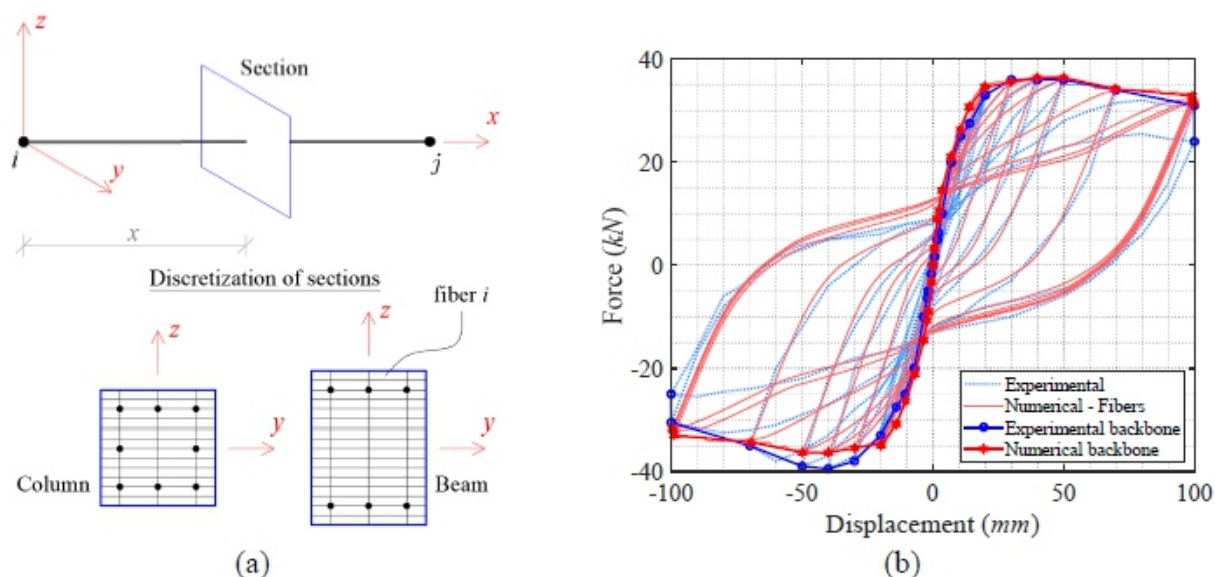 z
Section
x
i
j
y
x
Discretization of sections
fiber i
z
z
y
y
Column
Beam
(a)
40
20
0
-20
-40
Force (kN)
Experimental
Numerical - Fibers
Experimental backbone
Numerical backbone
-100
-50
0
50
100
Displacement (mm)
(b)